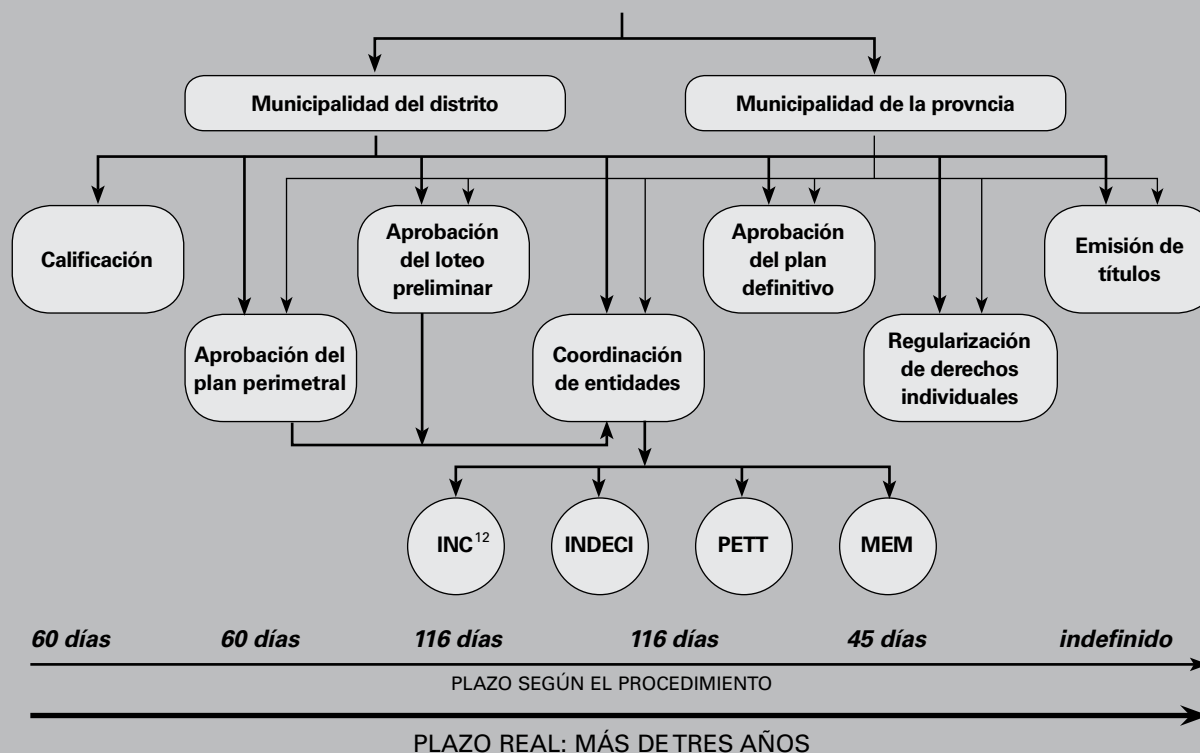 Municipalidad del distrito
Municipalidad de la provncia
Calificación
Aprobación
del loteo
preliminar
Aprobación
del plan
definitivo
Emisión de
títulos
Aprobación del
plan perimetral
Coordinación
de entidades
Regularización
de derechos
individuales
INC 12
INDECI
PETT
MEM
60 días 60 días 116 días 116 días 45 días indefinido
PLAZO SEGÚN EL PROCEDIMIENTO
PLAZO REAL: MÁS DE TRES AÑOS